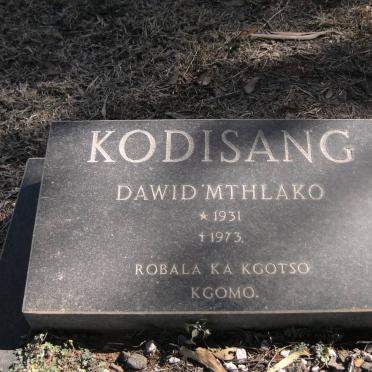 KODISANG
DAWID MTHLAKO
★ 1931
✝ 1973
ROBALA KA KGOTSO
KGOMO.